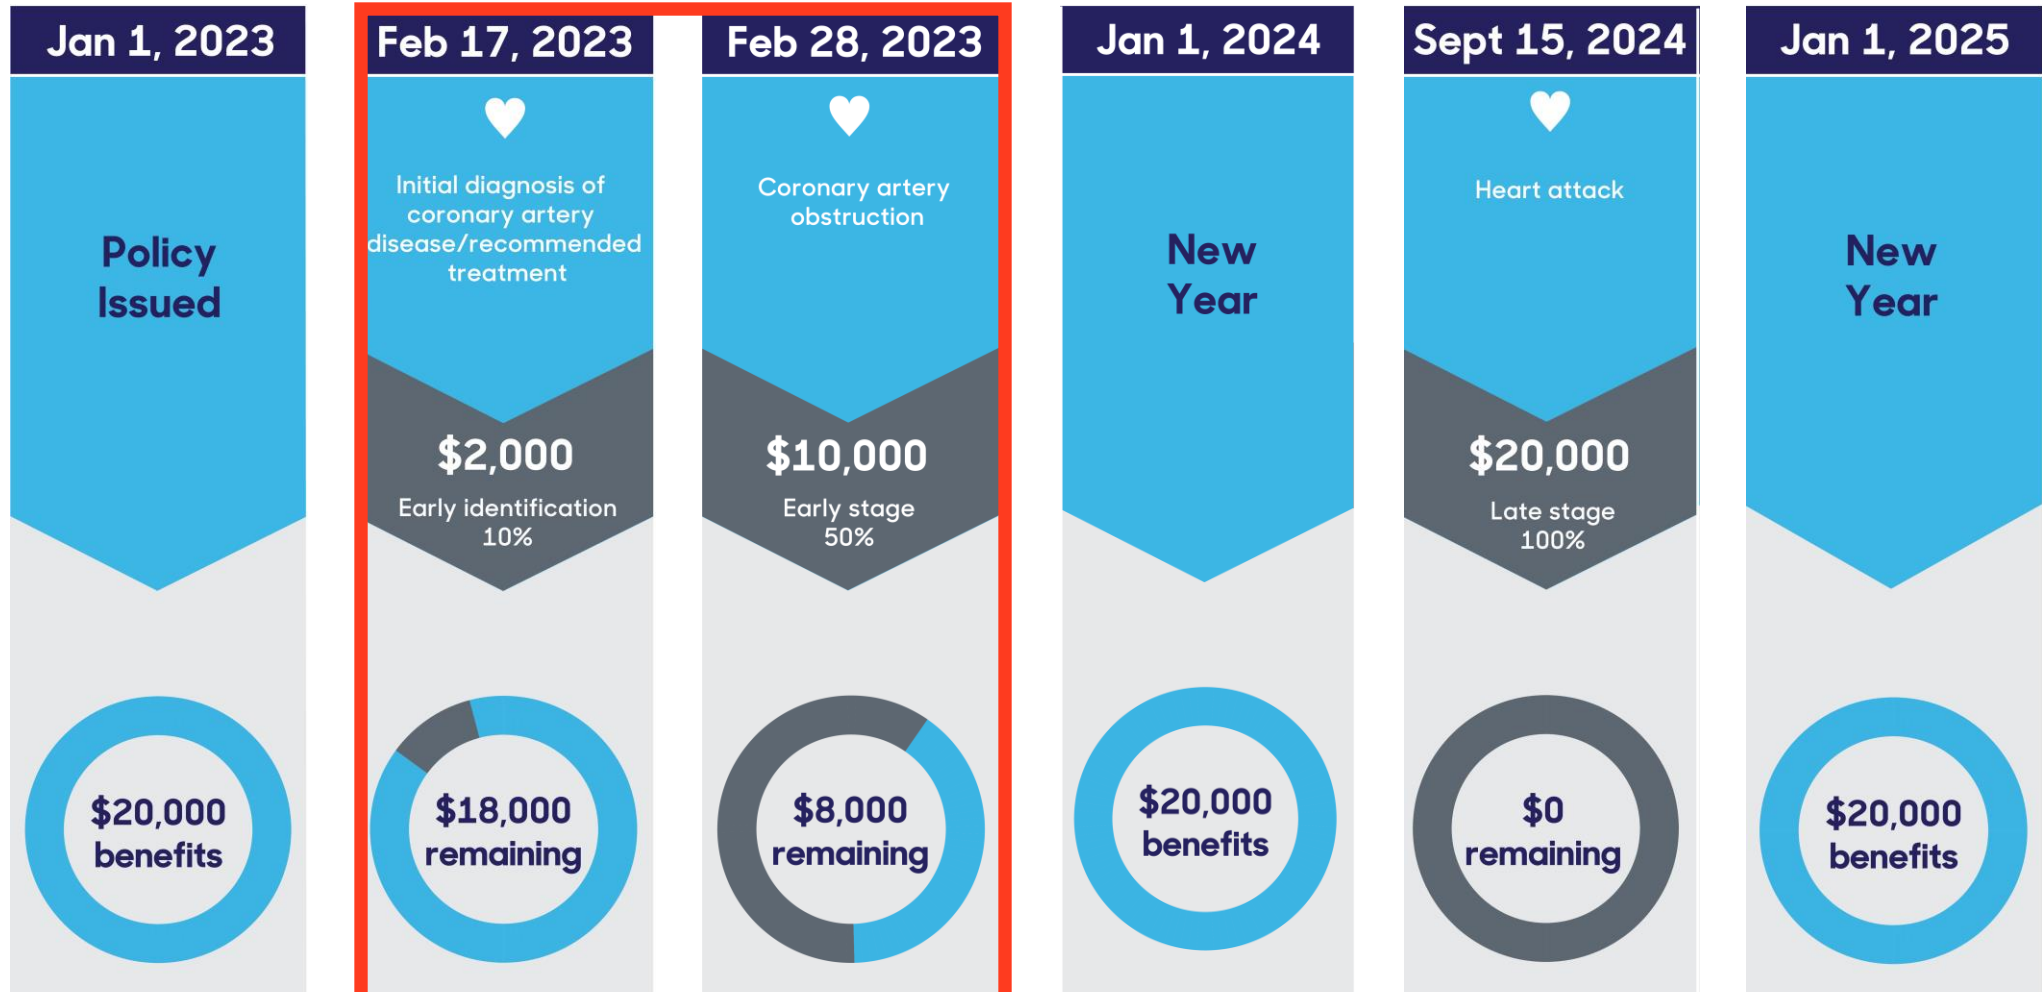 Jan 1, 2023
Policy
Issued
$20,000
benefits
Feb 17, 2023
Initial diagnosis of
coronary artery
disease/recommended
treatment
$2,000
Early identification
10%
$18,000
remaining
Feb 28, 2023
Coronary artery
obstruction
$10,000
Early stage
50%
$8,000
remaining
Jan 1, 2024
New
Year
$20,000
benefits
Sept 15, 2024
Heart attack
$20,000
Late stage
100%
$0
remaining
Jan 1, 2025
New
Year
$20,000
benefits